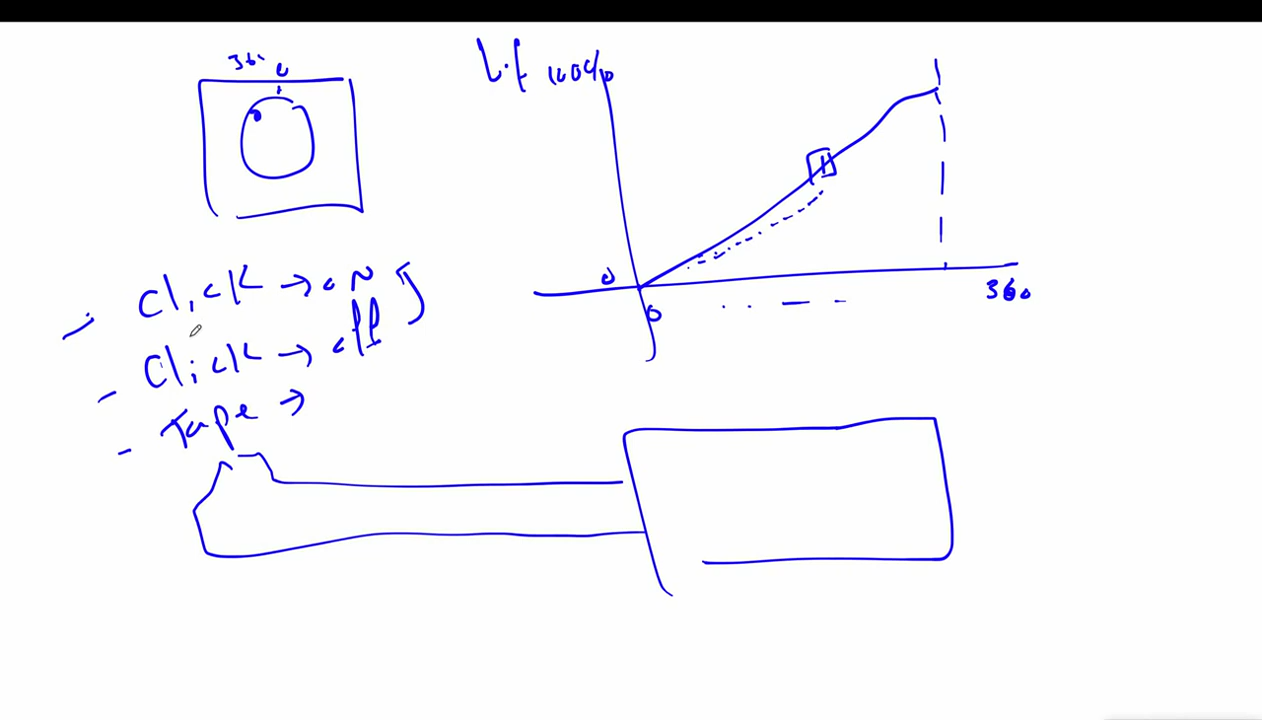 360 0
100%
0
0
360
- Click → on
- Click → off
- Tape →